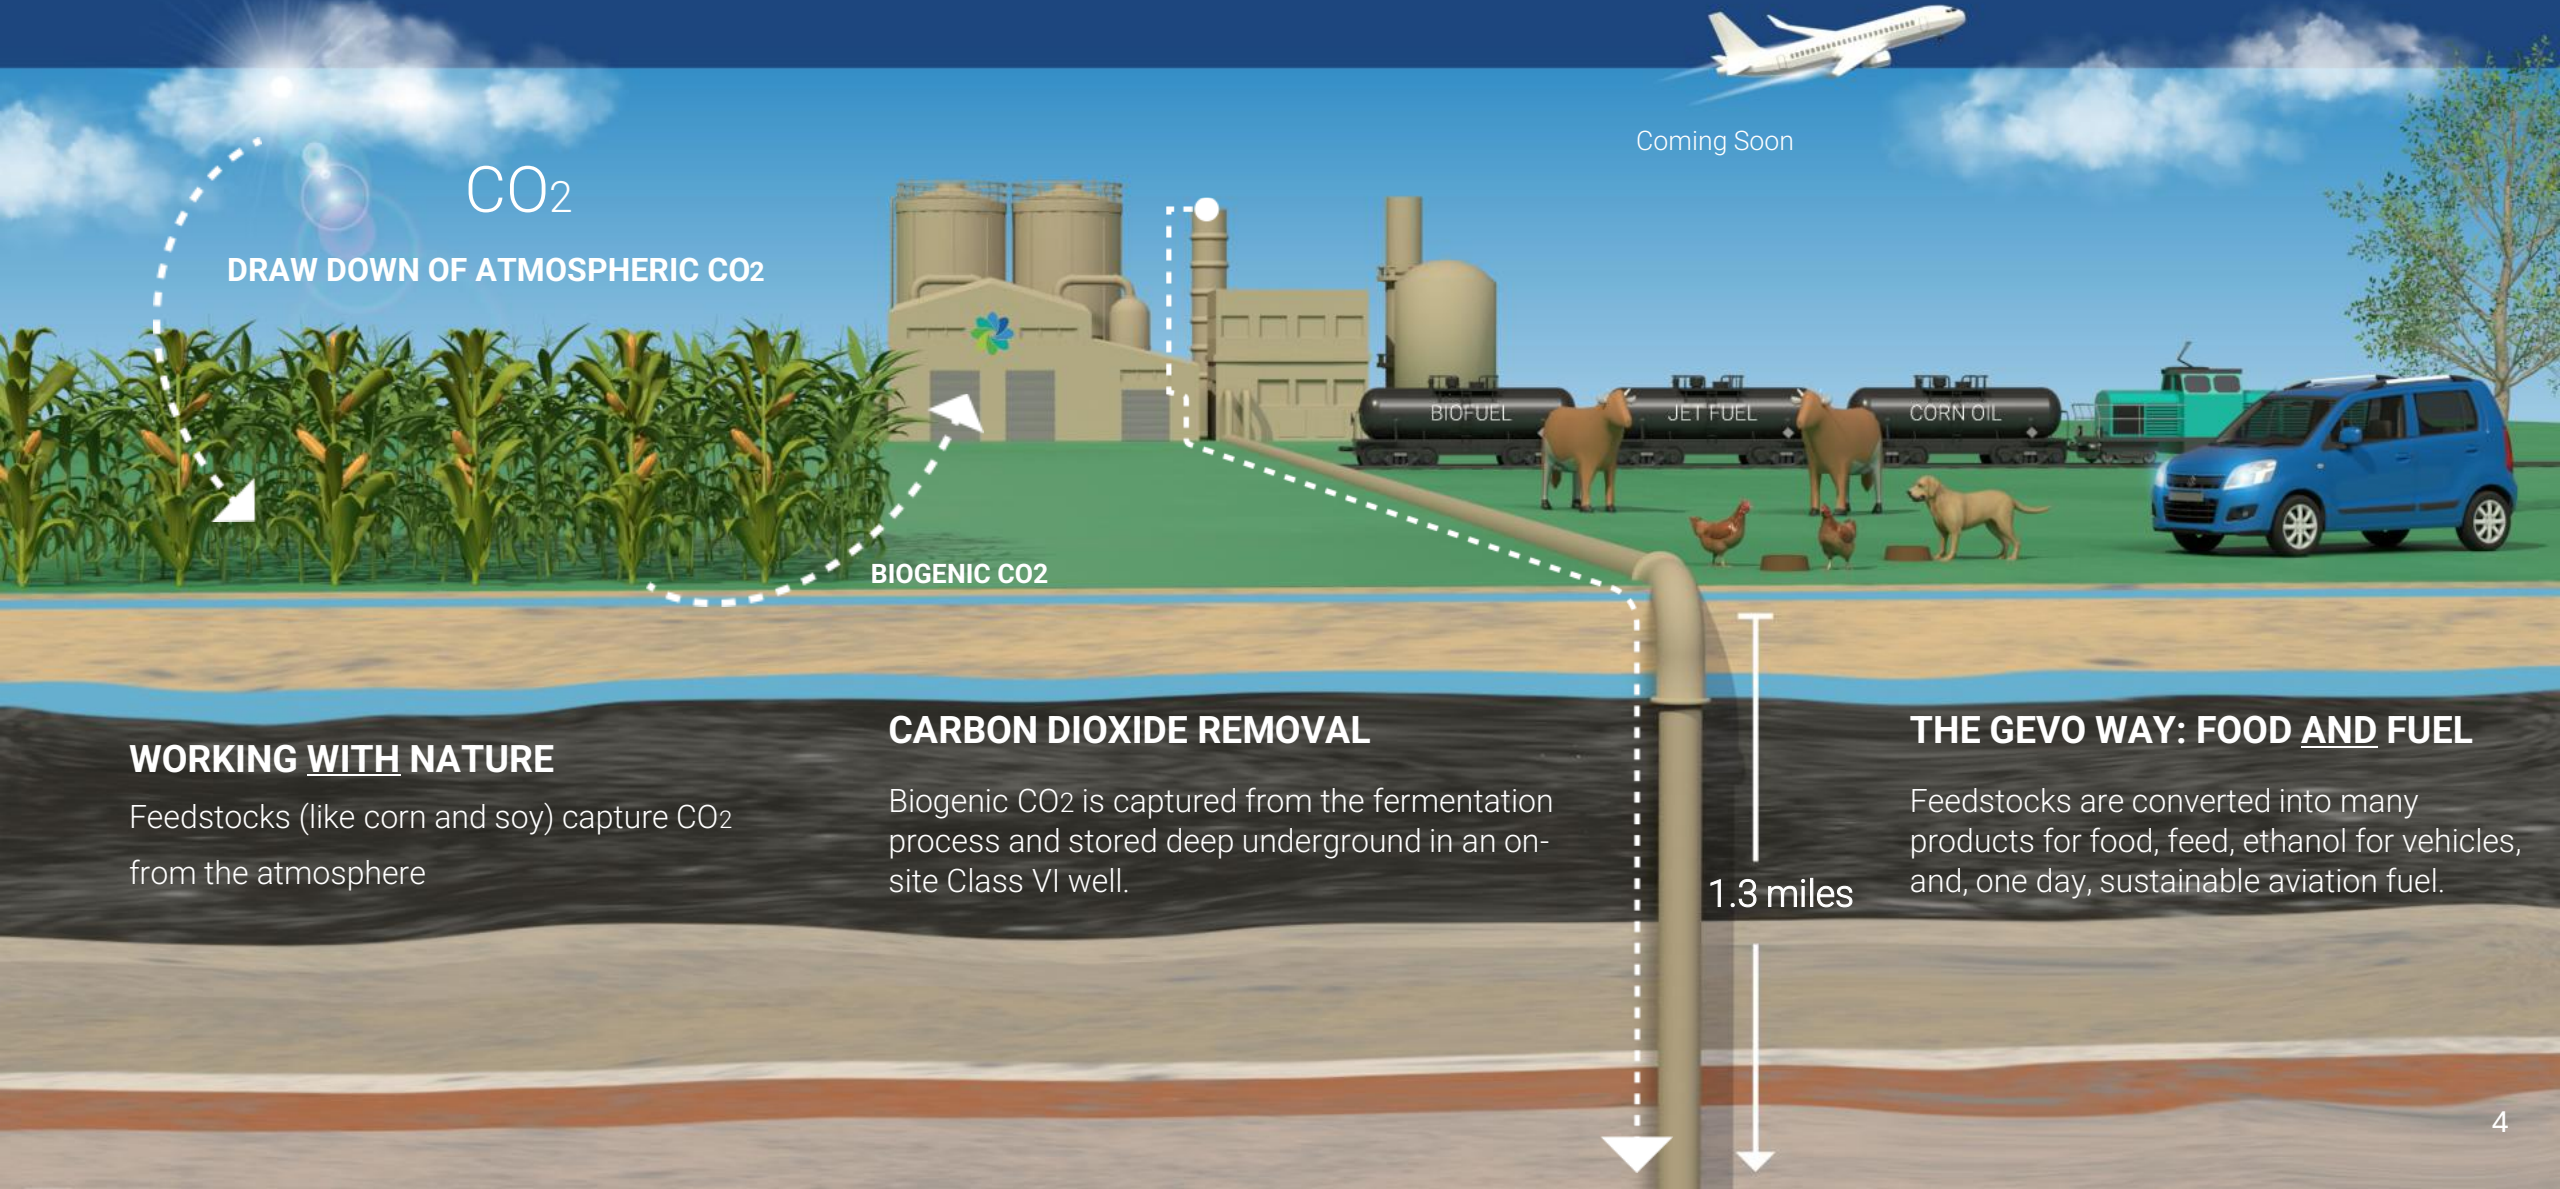 Coming Soon
CO2
DRAW DOWN OF ATMOSPHERIC CO2
BIOFUEL
JET FUEL
CORN OIL
BIOGENIC CO2
WORKING WITH NATURE
Feedstocks (like corn and soy) capture CO2
from the atmosphere
CARBON DIOXIDE REMOVAL
Biogenic CO2 is captured from the fermentation
process and stored deep underground in an on-
site Class VI well.
1.3 miles
THE GEVO WAY: FOOD AND FUEL
Feedstocks are converted into many
products for food, feed, ethanol for vehicles,
and, one day, sustainable aviation fuel.
4